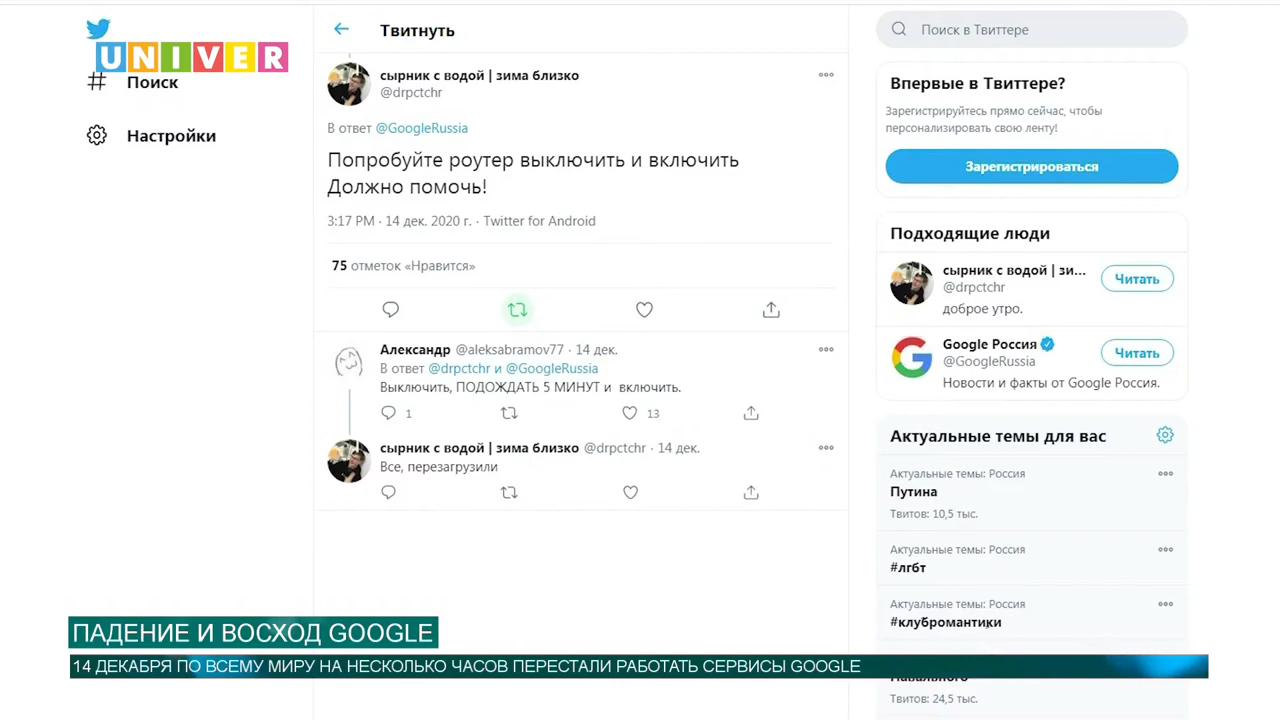 UNIVER
Поиск
Настройки
Твитнуть
сырник с водой | зима близко
@drpctchr
В ответ @GoogleRussia
Попробуйте роутер выключить и включить
Должно помочь!
3:17 PM · 14 дек. 2020 г. · Twitter for Android
75 отметок «Нравится»
Александр @aleksabramov77 · 14 дек.
В ответ @drpctchr и @GoogleRussia
Выключить, ПОДОЖДАТЬ 5 МИНУТ и включить.
1 13
сырник с водой | зима близко @drpctchr · 14 дек.
Все, перезагрузили
Поиск в Твиттере
Впервые в Твиттере?
Зарегистрируйтесь прямо сейчас, чтобы
персонализировать свою ленту!
Зарегистрироваться
Подходящие люди
сырник с водой | зи...
@drpctchr
доброе утро.
Читать
Google Россия
@GoogleRussia
Новости и факты от Google Россия.
Читать
Актуальные темы для вас
Актуальные темы: Россия
Путина
Твитов: 10,5 тыс.
Актуальные темы: Россия
#лгбт
Актуальные темы: Россия
#клубромантики
Навального
Твитов: 24,5 тыс.
ПАДЕНИЕ И ВОСХОД GOOGLE
14 ДЕКАБРЯ ПО ВСЕМУ МИРУ НА НЕСКОЛЬКО ЧАСОВ ПЕРЕСТАЛИ РАБОТАТЬ СЕРВИСЫ GOOGLE